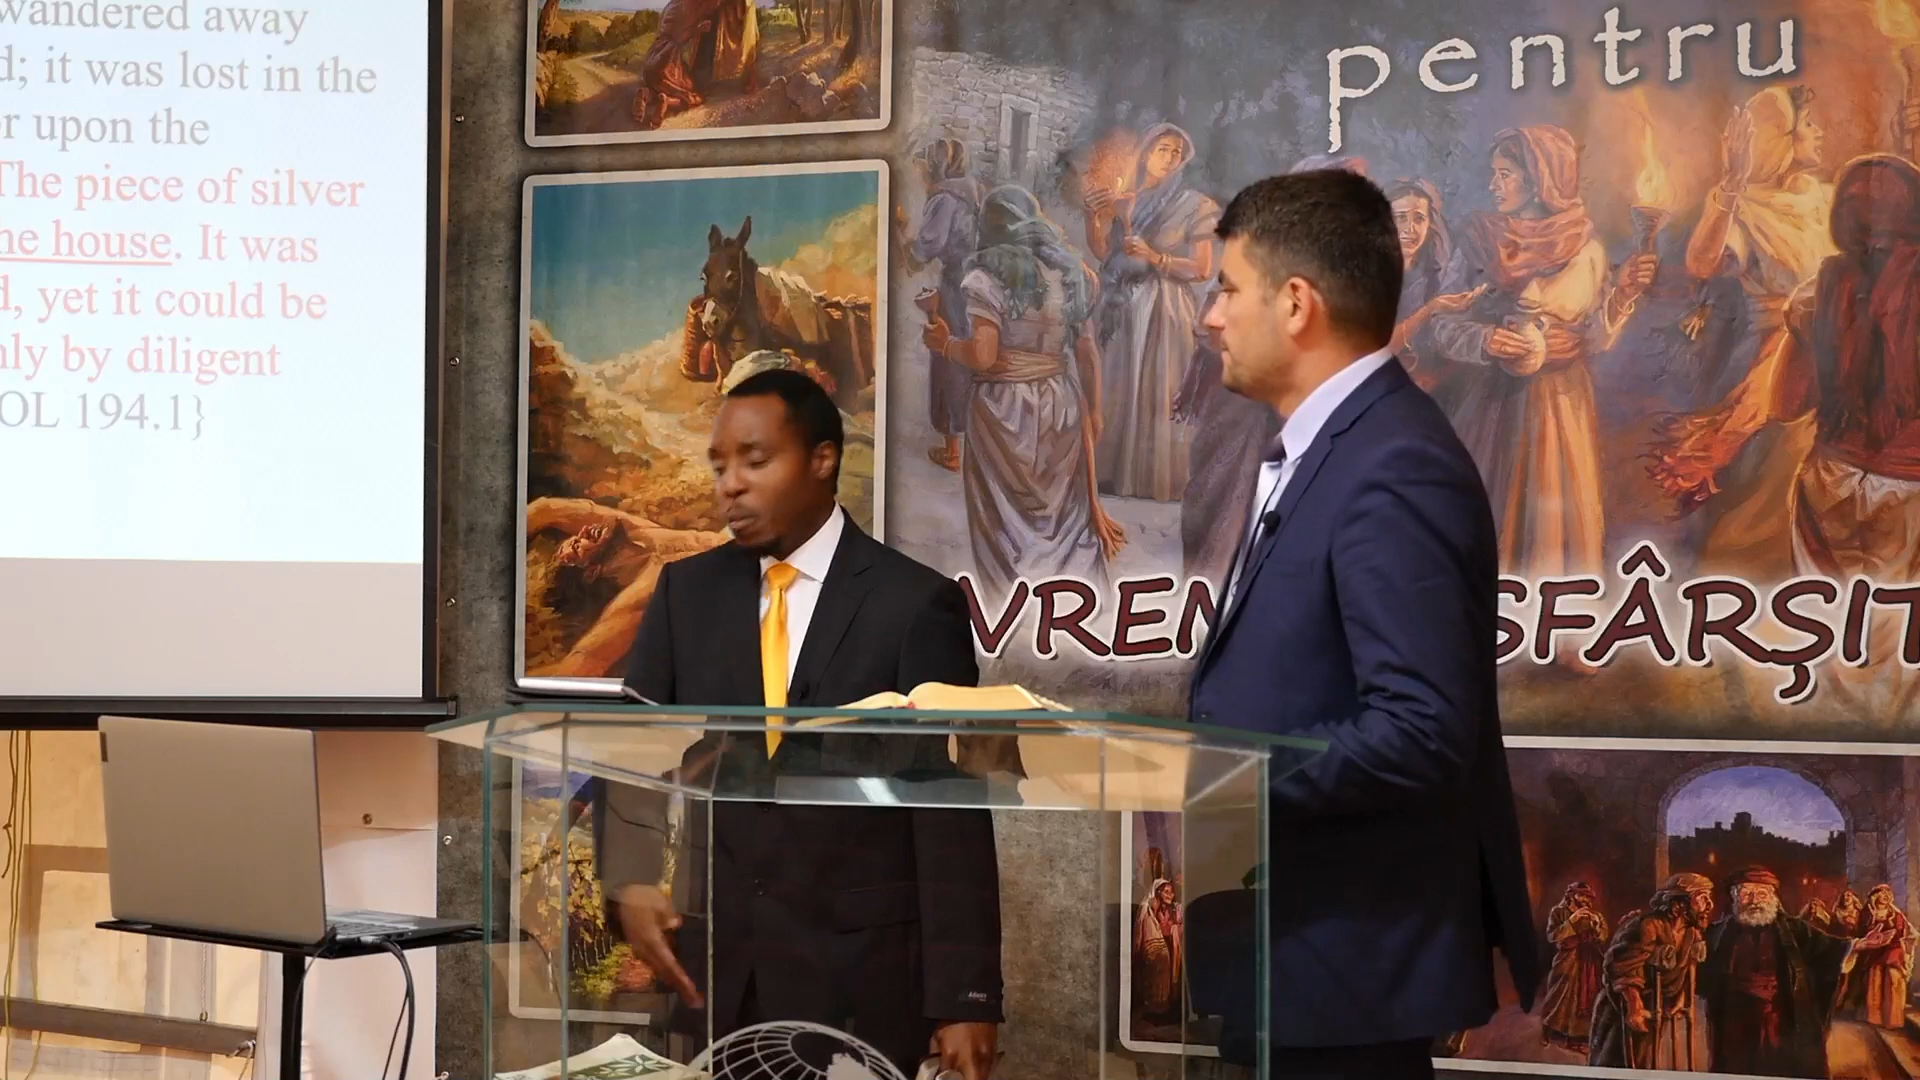 wandered away
; it was lost in the
r upon the
The piece of silver
he house. It was
, yet it could be
ly by diligent
OL 194.1}
pentru
VREM
SFÂRȘIT